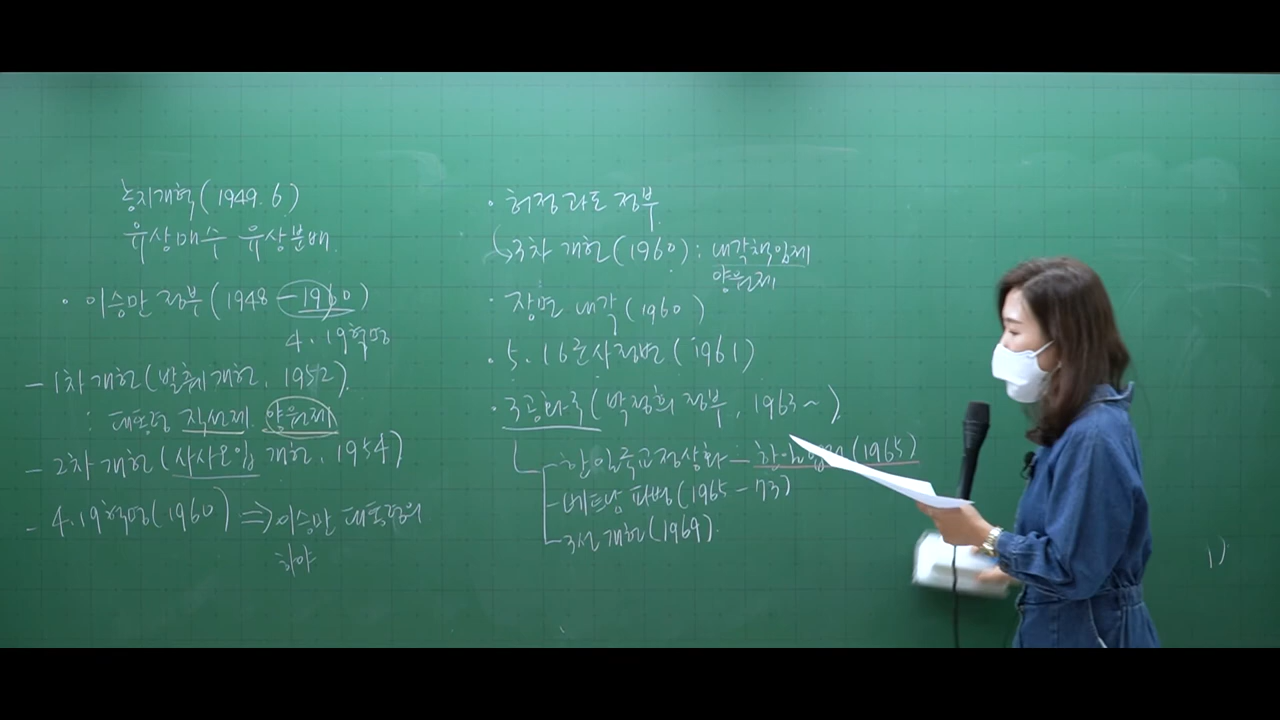 농지개혁(1949.6)
유상매수 유상분배
· 이승만 정부(1948-1960)
4.19혁명
- 1차 개헌(발췌개헌, 1952)
: 대통령 직선제 양원제
- 2차 개헌(사사오입 개헌, 1954)
- 4.19혁명(1960) ⇒ 이승만 대통령의
하야
· 허정 과도 정부
↳ 3차 개헌(1960): 내각책임제
양원제
· 장면 내각(1960)
· 5.16군사정변(1961)
· 3공화국(박정희 정부, 1963~)
한일국교정상화 - (1965)
베트남 파병(1965-73)
3선 개헌(1969)
1)